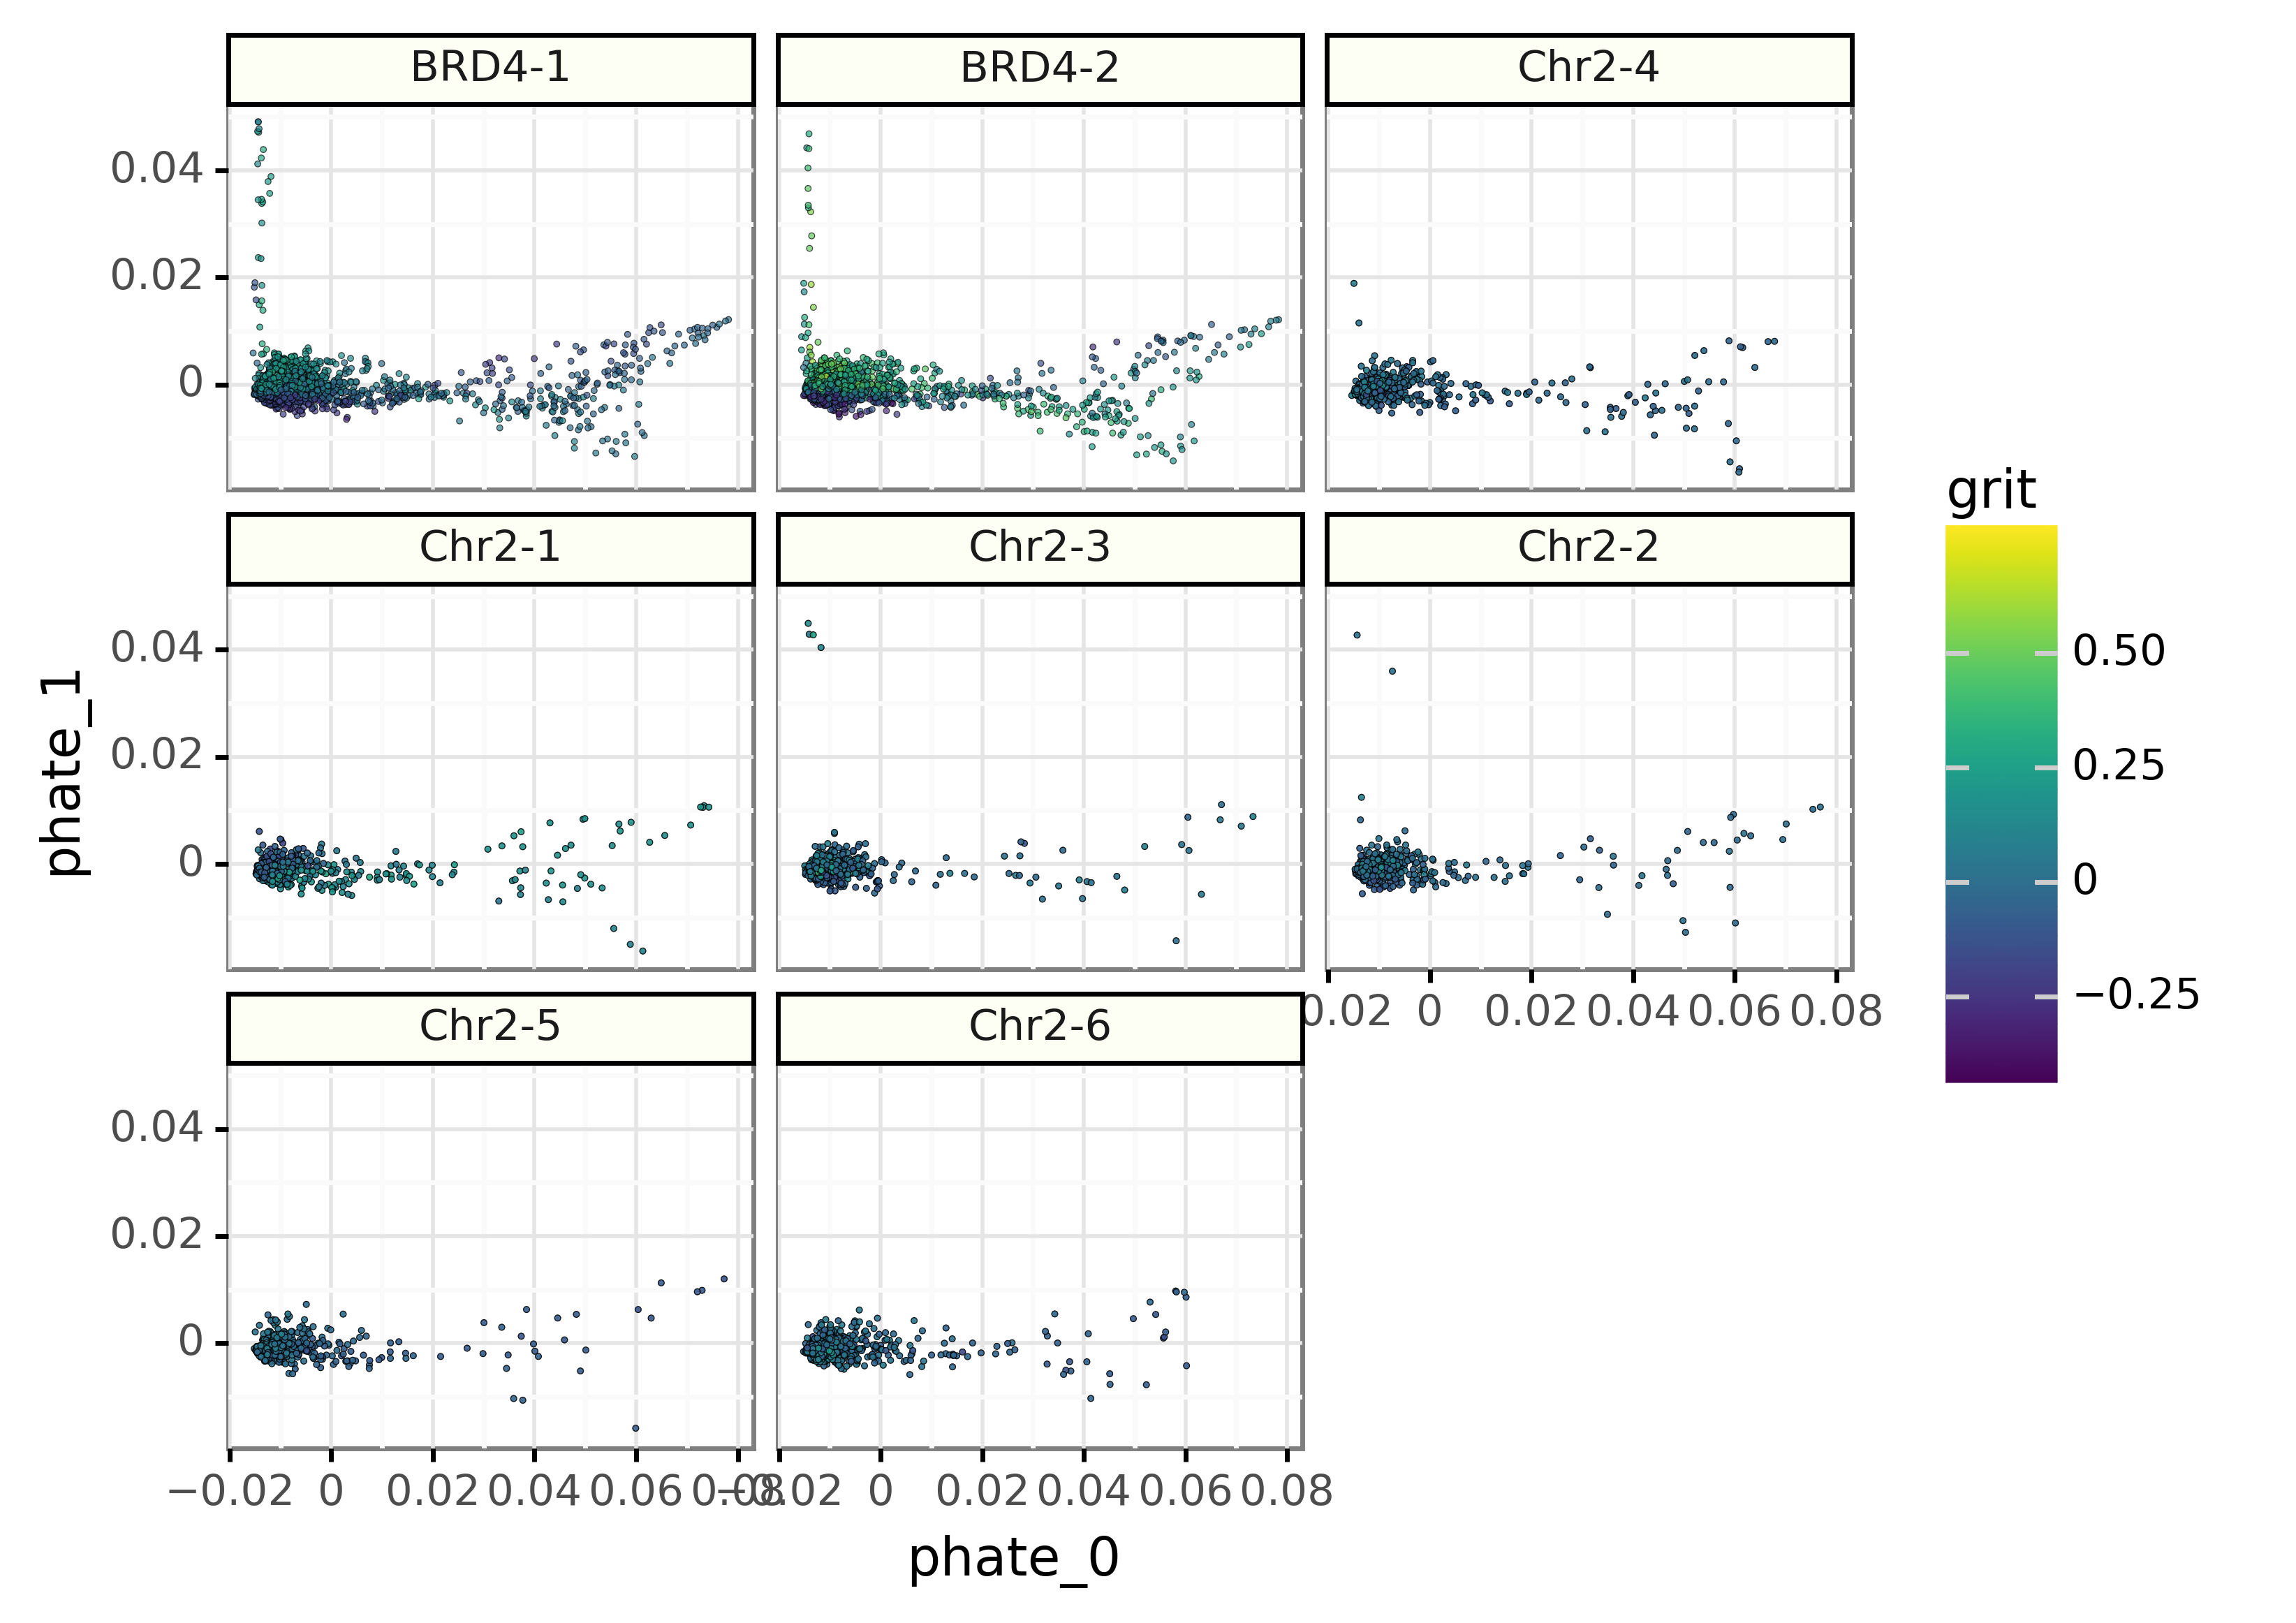 BRD4-1
BRD4-2
Chr2-4
0.04
0.02
0
Chr2-1
Chr2-3
Chr2-2
0.04
0.02
0
0.02 0 0.02 0.04 0.06 0.08
Chr2-5
Chr2-6
0.04
0.02
0
−0.02 0 0.02 0.04 0.06 0.08
−0.02 0 0.02 0.04 0.06 0.08
phate_0
phate_1
grit
0.50
0.25
0
−0.25